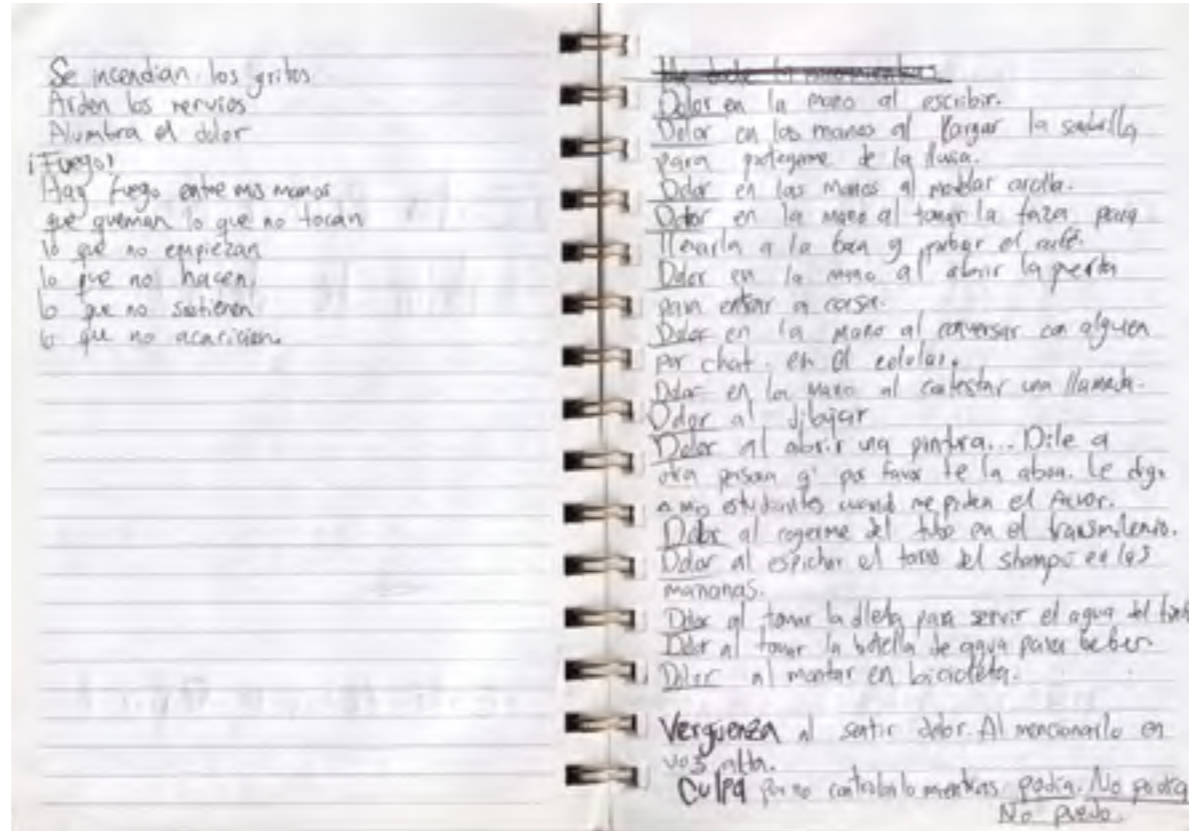 Se incendian los gritos
Arden los nervios
Alumbra el dolor
¡Fuego!
Hay fuego entre mis manos
que queman lo que no tocan
lo que no empiezan
lo que no hacen,
lo que no sostienen
lo que no acarician.
Dolor en la mano al escribir.
Dolor en las manos al cargar la sombrilla
para protegerme de la lluvia.
Dolor en las manos al modelar arcilla.
Dolor en la mano al tomar la taza para
llevarla a la boca y probar el café.
Dolor en la mano al abrir la puerta
para entrar a casa.
Dolor en la mano al conversar con alguien
por chat en el celular.
Dolor en la mano al contestar una llamada.
Dolor al dibujar
Dolor al abrir una pintura... Dile a
otra persona q' por favor te la abra. Le digo
a mis estudiantes cuando me piden el favor.
Dolor al cogerme del tubo en el transmilenio.
Dolor al espichar el tarro del shampú en las
mañanas.
Dolor al tomar la olleta para servir el agua del tinto
Dolor al tomar la botella de agua para beber
Dolor al montar en bicicleta.
Vergüenza al sentir dolor. Al mencionarlo en
voz alta.
Culpa por no controlarlo mientras podía. No podía
No puedo.